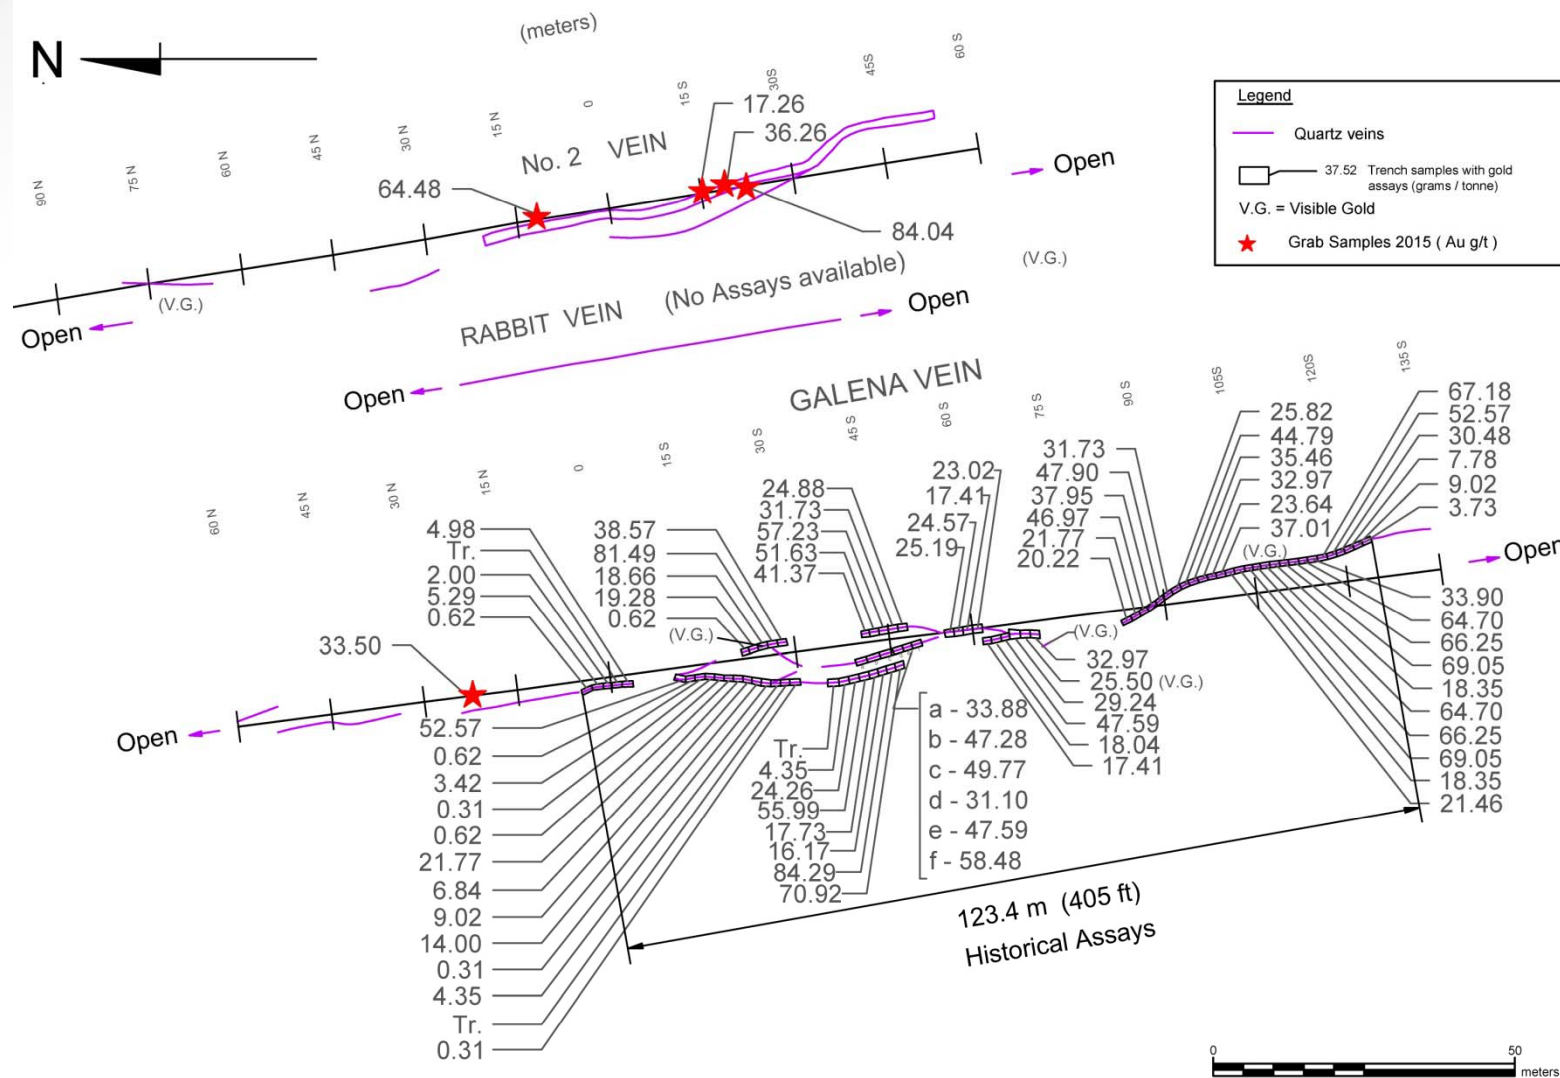 N
(meters)
90 N
75 N
60 N
45 N
30 N
15 N
0
15 S
30S
45S
60 S
No. 2 VEIN
17.26
36.26
64.48
84.04
Open
(V.G.)
(V.G.)
Open
Legend
Quartz veins
37.52 Trench samples with gold
assays (grams / tonne)
V.G. = Visible Gold
Grab Samples 2015 ( Au g/t )
RABBIT VEIN (No Assays available)
Open
Open
GALENA VEIN
60 N
45 N
30 N
15 N
0
15 S
30 S
45 S
60 S
75 S
90 S
105S
120S
135 S
4.98
Tr.
2.00
5.29
0.62
38.57
81.49
18.66
19.28
0.62
(V.G.)
24.88
31.73
57.23
51.63
41.37
23.02
17.41
24.57
25.19
31.73
47.90
37.95
46.97
21.77
20.22
25.82
44.79
35.46
32.97
23.64
37.01
(V.G.)
67.18
52.57
30.48
7.78
9.02
3.73
Open
33.50
Open
52.57
0.62
3.42
0.31
0.62
21.77
6.84
9.02
14.00
0.31
4.35
Tr.
0.31
Tr.
4.35
24.26
55.99
17.73
16.17
84.29
70.92
a - 33.88
b - 47.28
c - 49.77
d - 31.10
e - 47.59
f - 58.48
(V.G.)
32.97
25.50 (V.G.)
29.24
47.59
18.04
17.41
33.90
64.70
66.25
69.05
18.35
64.70
66.25
69.05
18.35
21.46
123.4 m (405 ft)
Historical Assays
0
50
meters